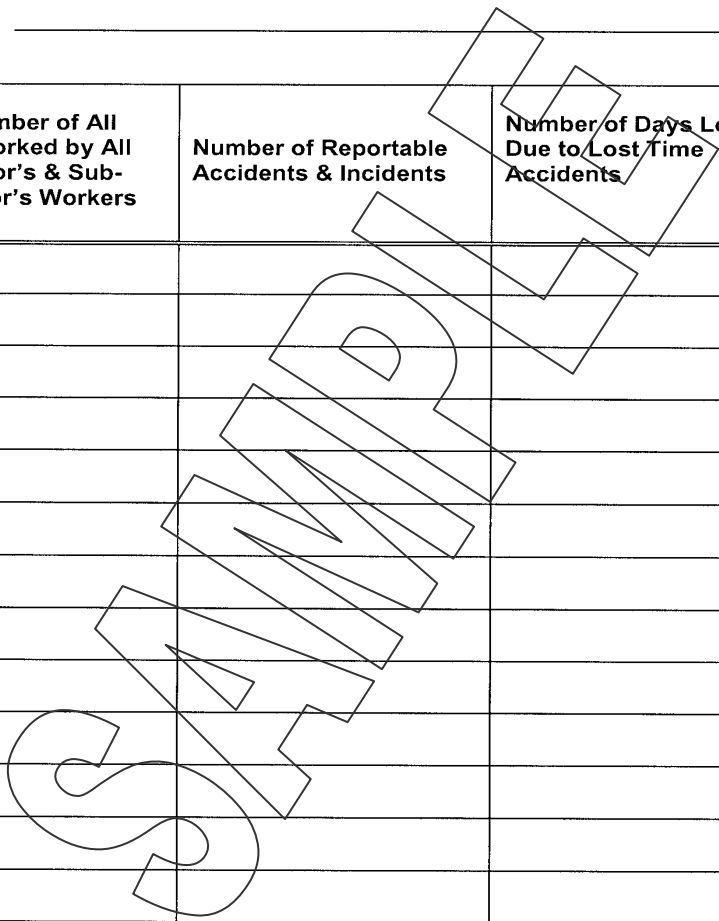 mber of All
orked by All
or's & Sub-
or's Workers
Number of Reportable
Accidents & Incidents
Number of Days Lo
Due to Lost Time
Accidents
SAMPLE